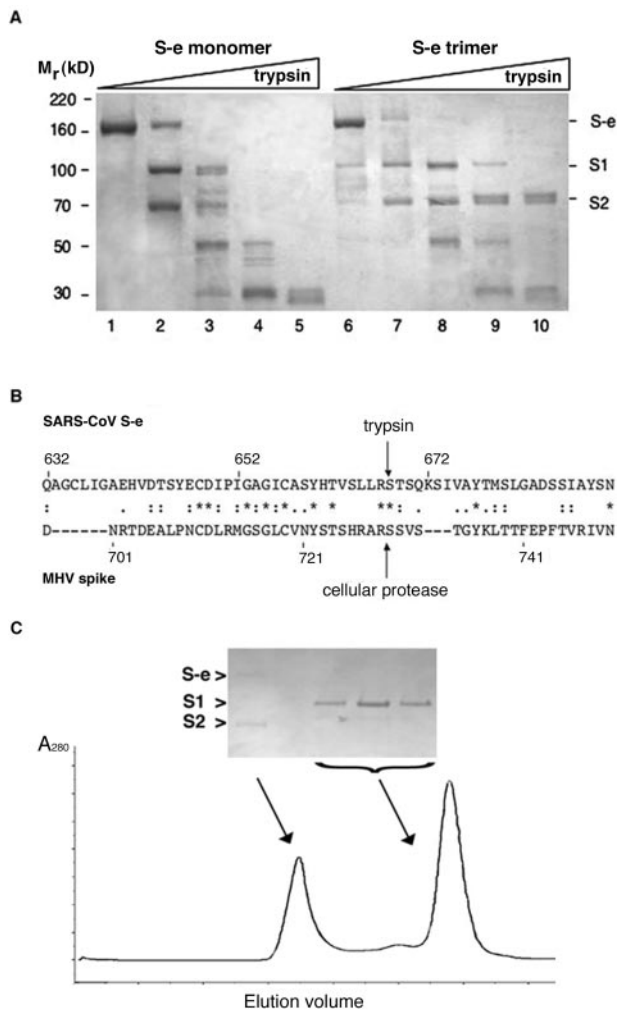 A
S-e monomer
S-e trimer
Mr (kD)
trypsin
trypsin
220 –
160 –
100 –
70 –
50 –
30 –
– S-e
– S1
– S2
1 2 3 4 5 6 7 8 9 10
B
SARS-CoV S-e
trypsin
632 652 672
QAGCLIGAEHVDTSYECDIPIGAGICASYHTVSLLRSTSQKSIVAYTMSLGADSSIAYSN
D-----NRTDEALPNCDLRMGSGLCVNYSTSHRARSSVS---TGYKLTTFEPFTVRIVN
701 721 741
MHV spike
cellular protease
C
S-e >
S1 >
S2 >
A280
Elution volume